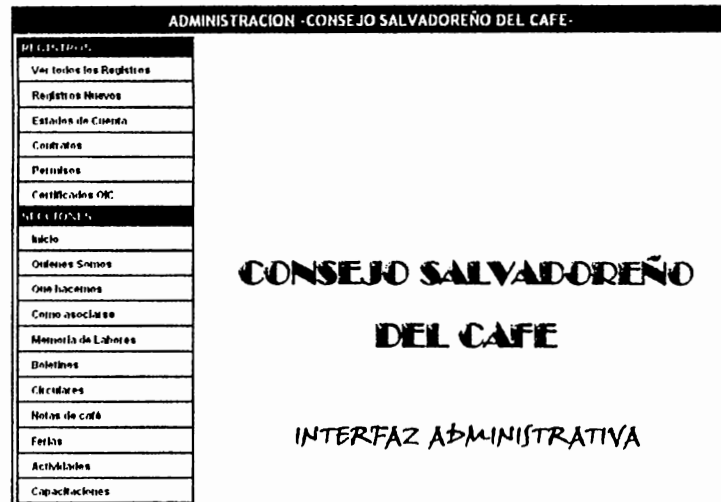 ADMINISTRACION -CONSEJO SALVADOREÑO DEL CAFE-
REGISTROS
Ver todos los Registros
Registros Nuevos
Estados de Cuenta
Contratos
Permisos
Certificados OIC
SECCIONES
Inicio
Quienes Somos
Que hacemos
Como asociarse
Memoria de Labores
Boletines
Circulares
Notas de café
Ferias
Actividades
Capacitaciones
CONSEJO SALVADOREÑO
DEL CAFE
INTERFAZ ADMINISTRATIVA